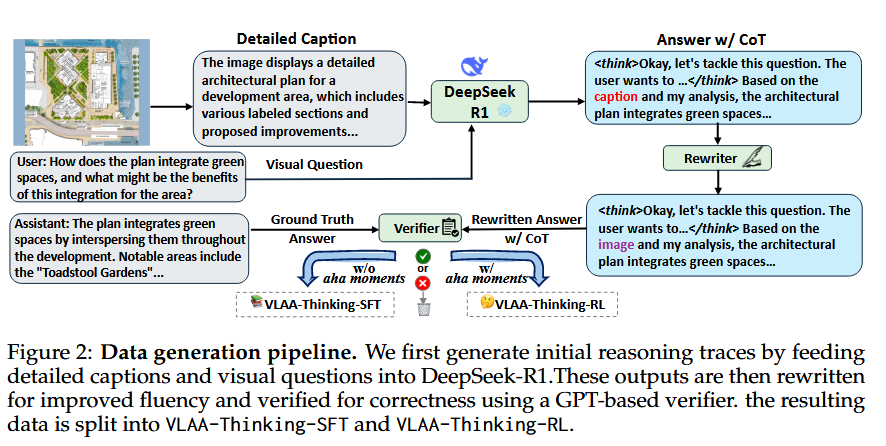 Detailed Caption
The image displays a detailed
architectural plan for a
development area, which includes
various labeled sections and
proposed improvements...
DeepSeek
R1
Answer w/ CoT
<think>Okay, let's tackle this question. The
user wants to ...</think> Based on the
caption and my analysis, the architectural
plan integrates green spaces…
Rewriter
User: How does the plan integrate green
spaces, and what might be the benefits
of this integration for the area?
Visual Question
Assistant: The plan integrates green
spaces by interspersing them throughout
the development. Notable areas include
the "Toadstool Gardens"...
Ground Truth
Answer
Verifier
Rewritten Answer
w/ CoT
<think>Okay, let's tackle this question. The
user wants to…</think> Based on the
image and my analysis, the architectural
plan integrates green spaces…
w/o
aha moments
or
w/
aha moments
VLAA-Thinking-SFT
VLAA-Thinking-RL
Figure 2: Data generation pipeline. We first generate initial reasoning traces by feeding
detailed captions and visual questions into DeepSeek-R1.These outputs are then rewritten
for improved fluency and verified for correctness using a GPT-based verifier. the resulting
data is split into VLAA-Thinking-SFT and VLAA-Thinking-RL.